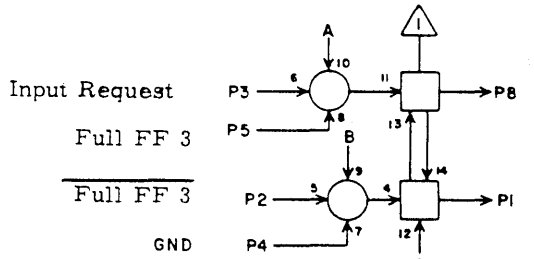 1
A
10
Input Request P3 6 11 P8
8 13
Full FF 3 P5
B
9 14
Full FF 3 P2 5 4 P1
7 12
GND P4